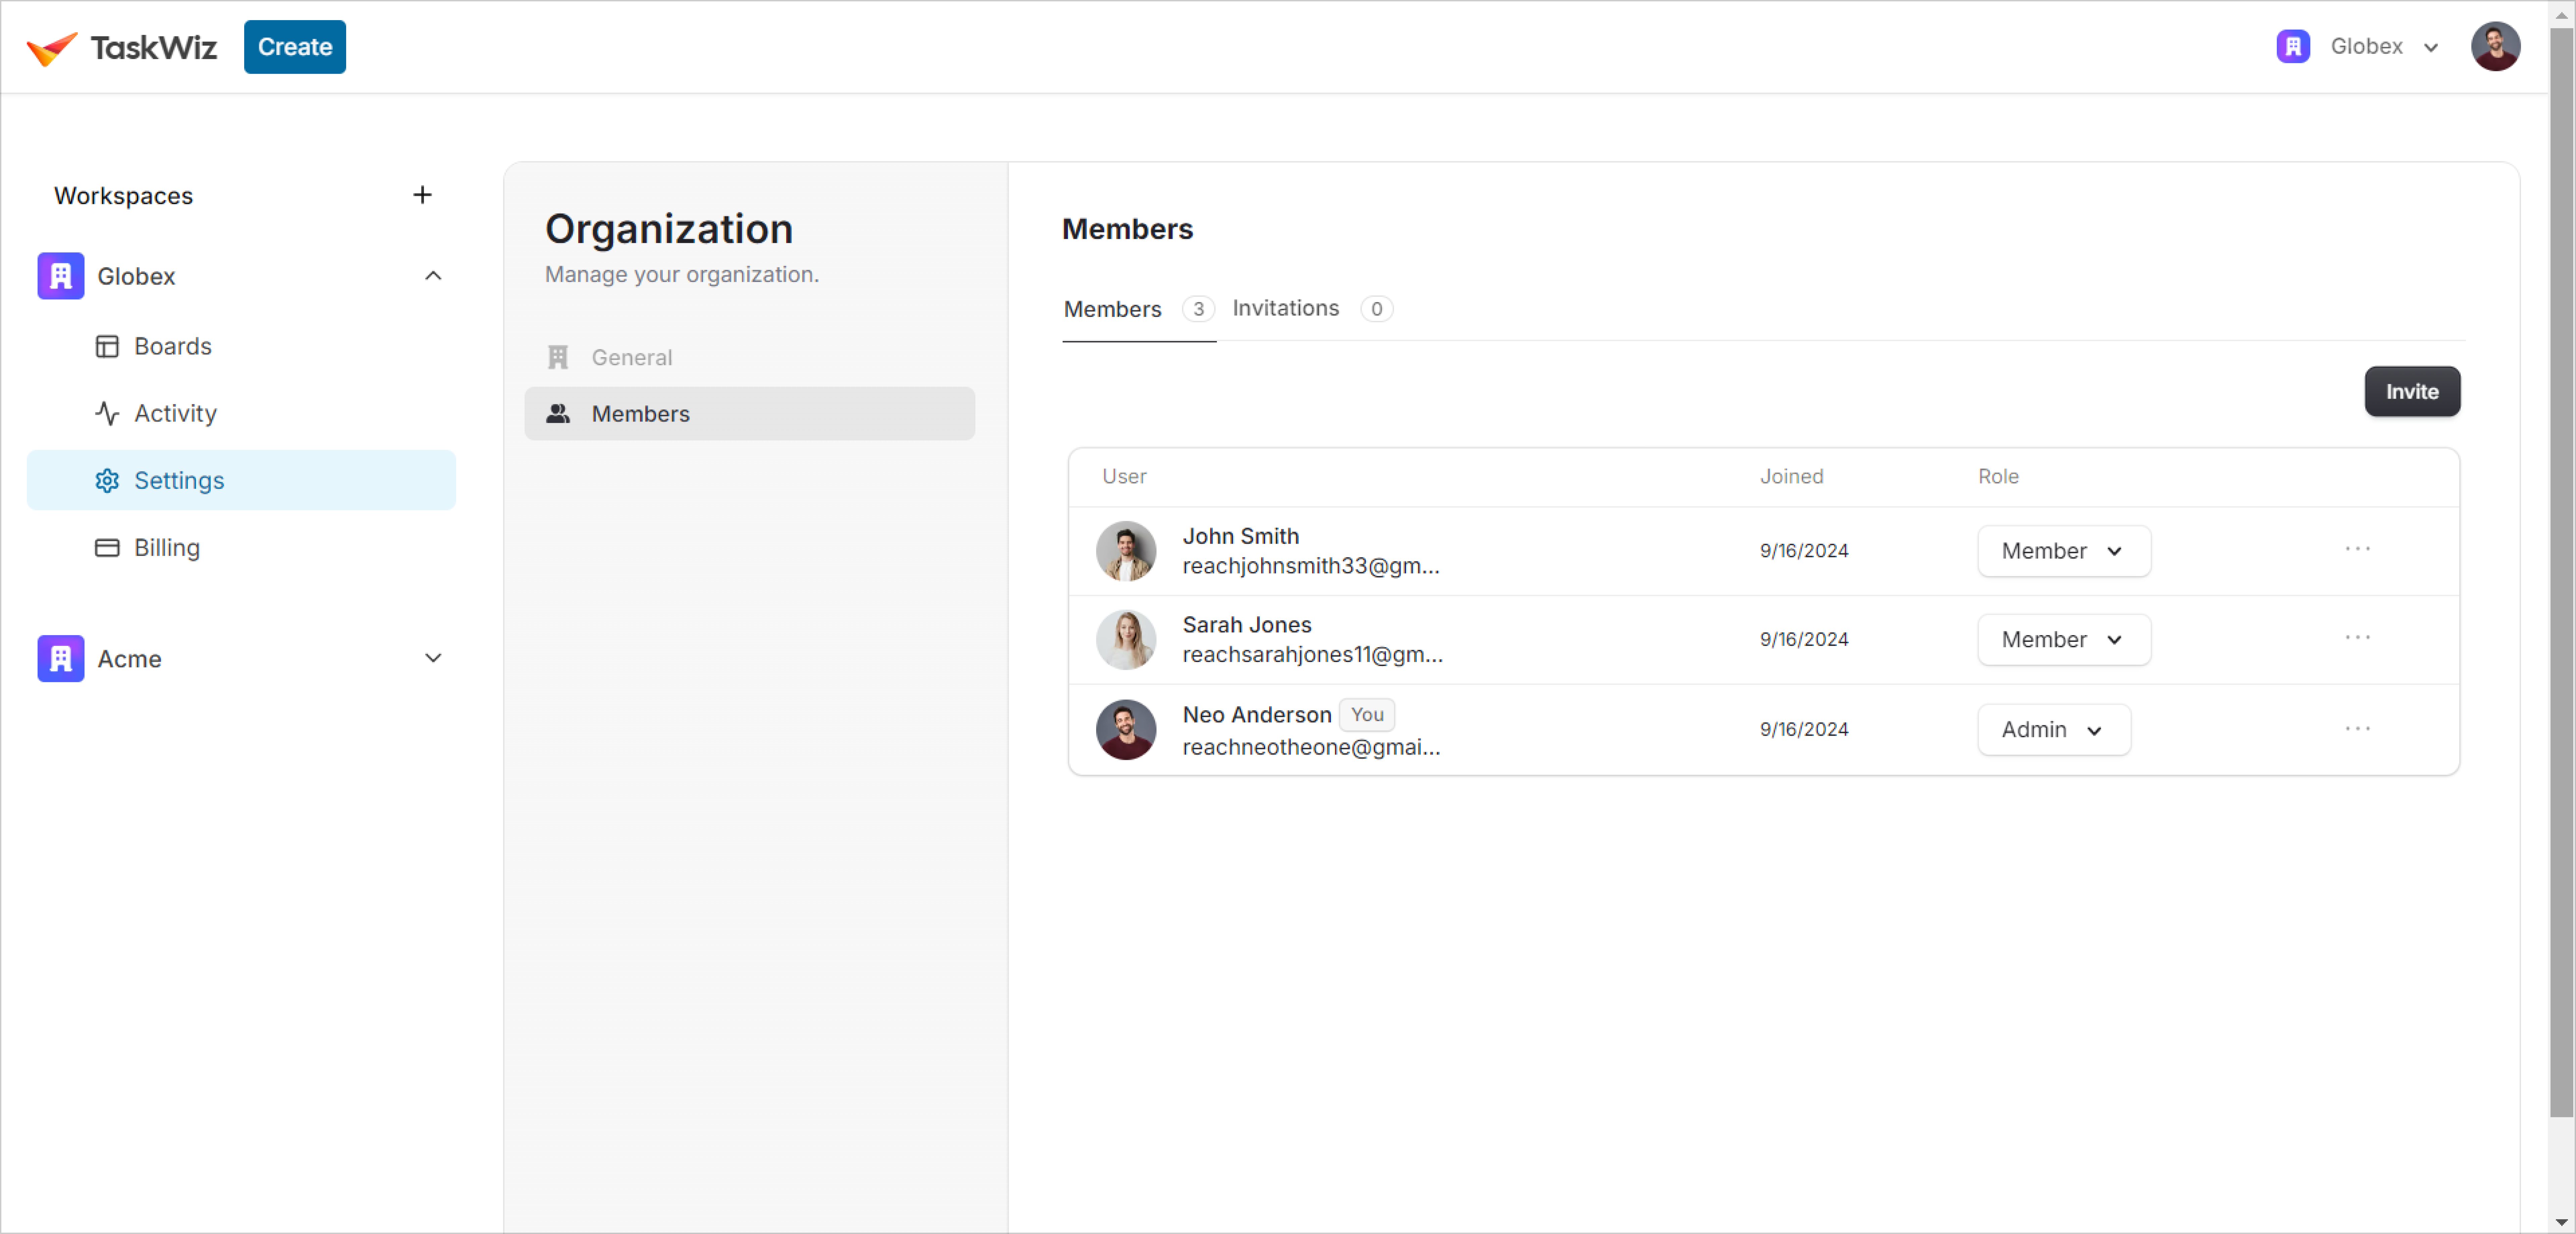 TaskWiz
Create
Globex
Workspaces
Globex
Boards
Activity
Settings
Billing
Acme
Organization
Manage your organization.
General
Members
Members
Members 3 Invitations 0
Invite
User Joined Role
John Smith
reachjohnsmith33@gm...
9/16/2024
Member
Sarah Jones
reachsarahjones11@gm...
9/16/2024
Member
Neo Anderson You
reachneotheone@gmai...
9/16/2024
Admin